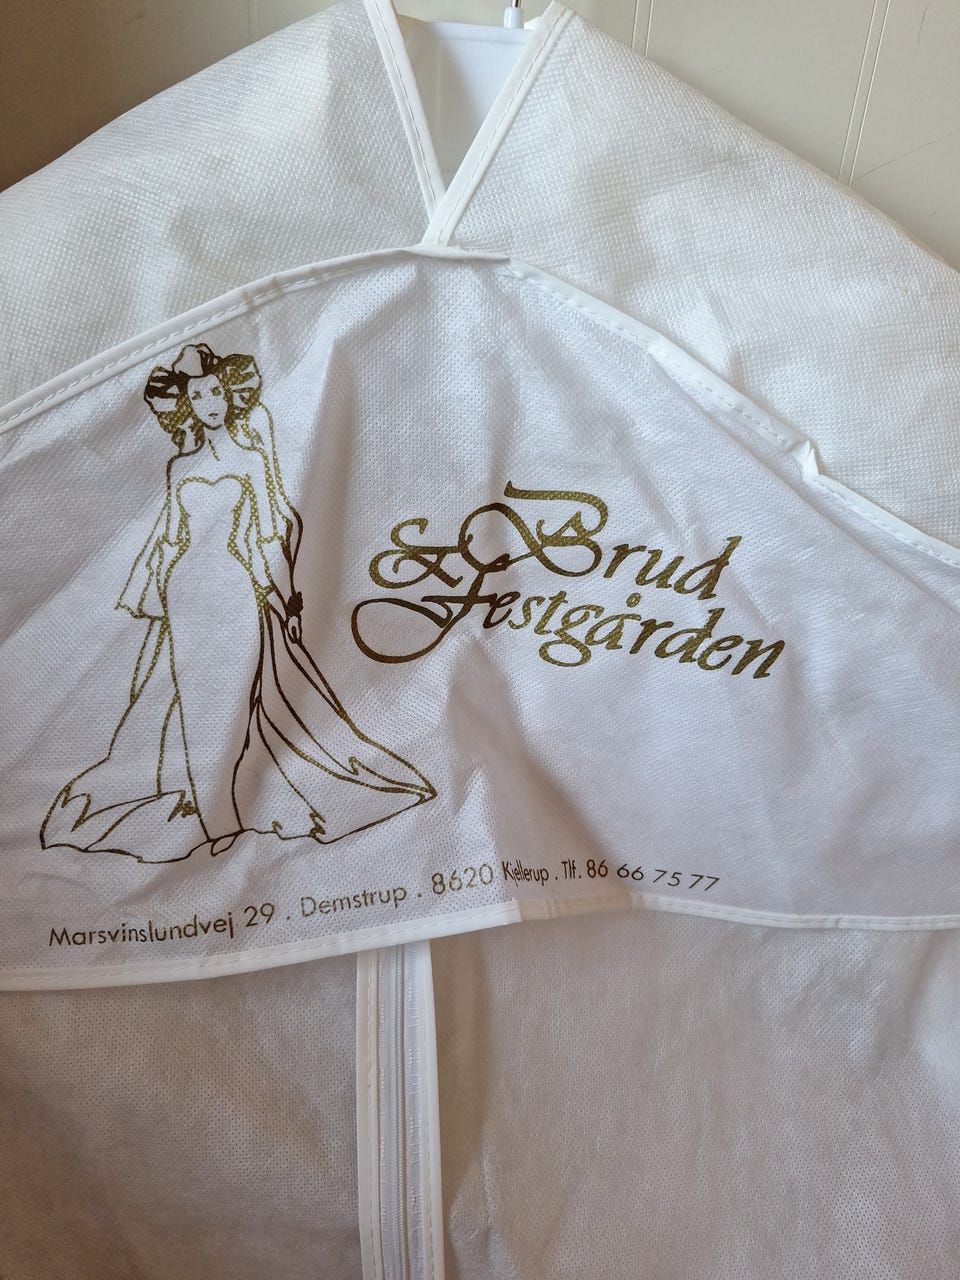 Brud
& Festgården
Marsvinslundvej 29 . Demstrup . 8620 Kjellerup . Tlf. 86 66 75 77